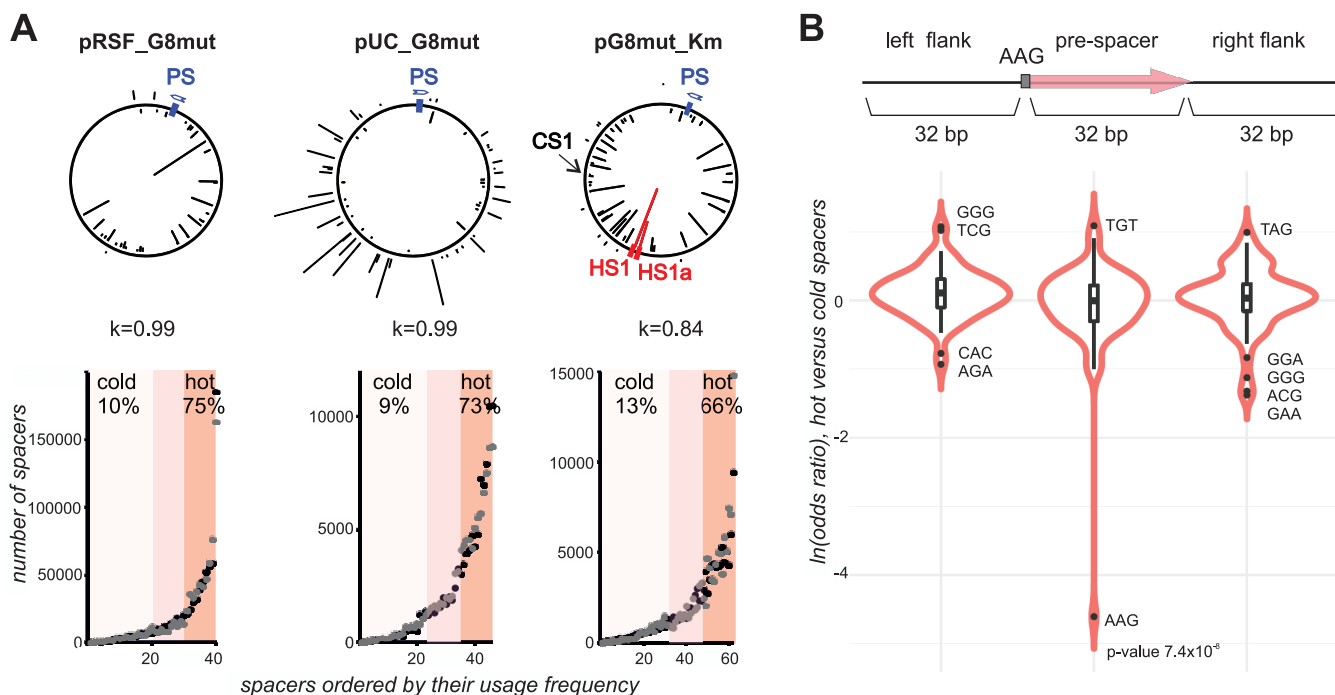 A
pRSF_G8mut
pUC_G8mut
pG8mut_Km
PS
PS
PS
CS1
HS1
HS1a
k=0.99
k=0.99
k=0.84
number of spacers
cold
10%
hot
75%
150000
100000
50000
0
20
40
cold
9%
hot
73%
10000
5000
0
20
40
cold
13%
hot
66%
15000
10000
5000
0
20
40
60
spacers ordered by their usage frequency
B
left flank
pre-spacer
right flank
AAG
32 bp
32 bp
32 bp
ln(odds ratio), hot versus cold spacers
0
-2
-4
GGG
TCG
CAC
AGA
TGT
AAG
p-value 7.4x10⁻⁸
TAG
GGA
GGG
ACG
GAA